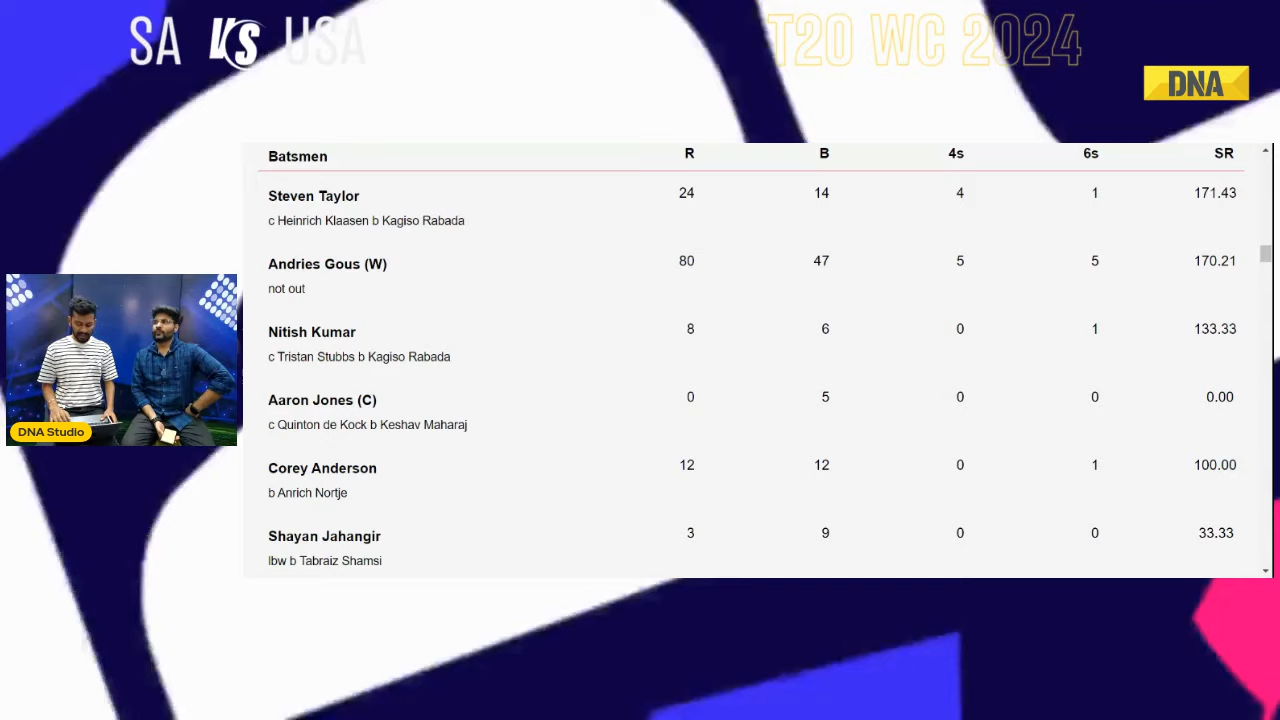 SA VS USA
T20 WC 2024
DNA
Batsmen R B 4s 6s SR
Steven Taylor 24 14 4 1 171.43
c Heinrich Klaasen b Kagiso Rabada
Andries Gous (W) 80 47 5 5 170.21
not out
Nitish Kumar 8 6 0 1 133.33
c Tristan Stubbs b Kagiso Rabada
Aaron Jones (C) 0 5 0 0 0.00
c Quinton de Kock b Keshav Maharaj
Corey Anderson 12 12 0 1 100.00
b Anrich Nortje
Shayan Jahangir 3 9 0 0 33.33
lbw b Tabraiz Shamsi
DNA Studio